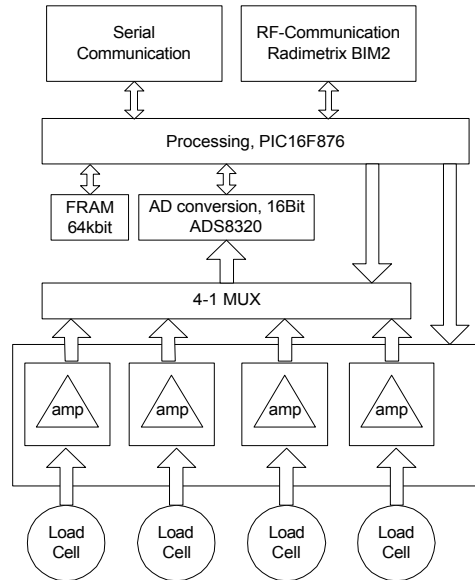 Serial
Communication
RF-Communication
Radimetrix BIM2
Processing, PIC16F876
FRAM
64kbit
AD conversion, 16Bit
ADS8320
4-1 MUX
amp
amp
amp
amp
Load
Cell
Load
Cell
Load
Cell
Load
Cell